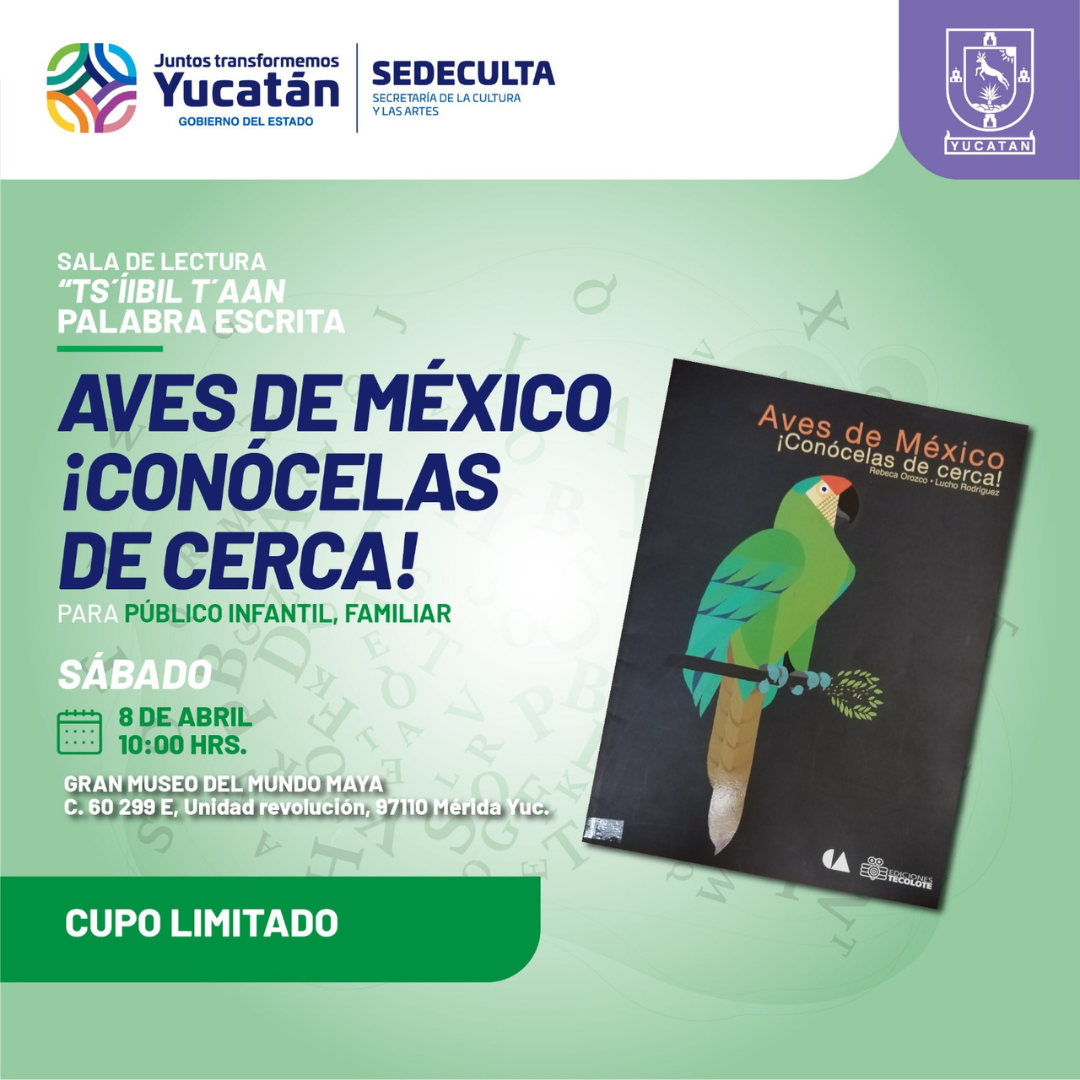 Juntos transformemos
Yucatán
GOBIERNO DEL ESTADO
SEDECULTA
SECRETARÍA DE LA CULTURA
Y LAS ARTES
YUCATAN
SALA DE LECTURA
“TS´ÍIBIL T´AAN
PALABRA ESCRITA
AVES DE MÉXICO
¡CONÓCELAS
DE CERCA!
PARA PÚBLICO INFANTIL, FAMILIAR
SÁBADO
8 DE ABRIL
10:00 HRS.
GRAN MUSEO DEL MUNDO MAYA
C. 60 299 E, Unidad revolución, 97110 Mérida Yuc.
CUPO LIMITADO
Aves de México
¡Conócelas de cerca!
Rebeca Orozco • Lucho Rodríguez
EDICIONES
TECOLOTE